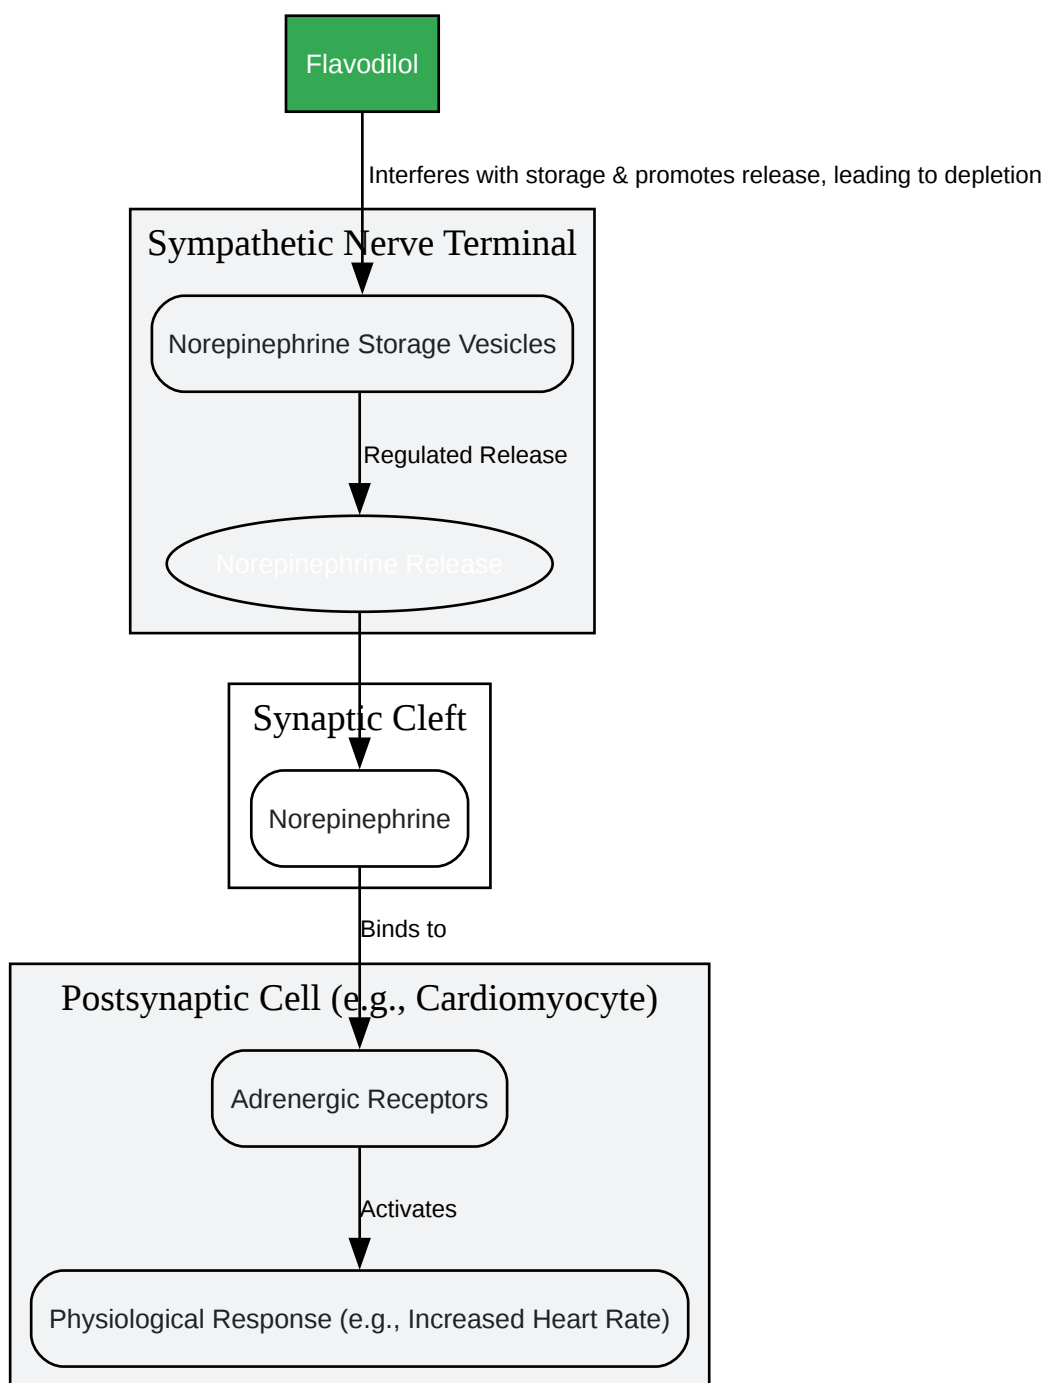 Flavodilol
Interferes with storage & promotes release, leading to depletion
Sympathetic Nerve Terminal
Norepinephrine Storage Vesicles
Regulated Release
Norepinephrine Release
Synaptic Cleft
Norepinephrine
Binds to
Postsynaptic Cell (e.g., Cardiomyocyte)
Adrenergic Receptors
Activates
Physiological Response (e.g., Increased Heart Rate)